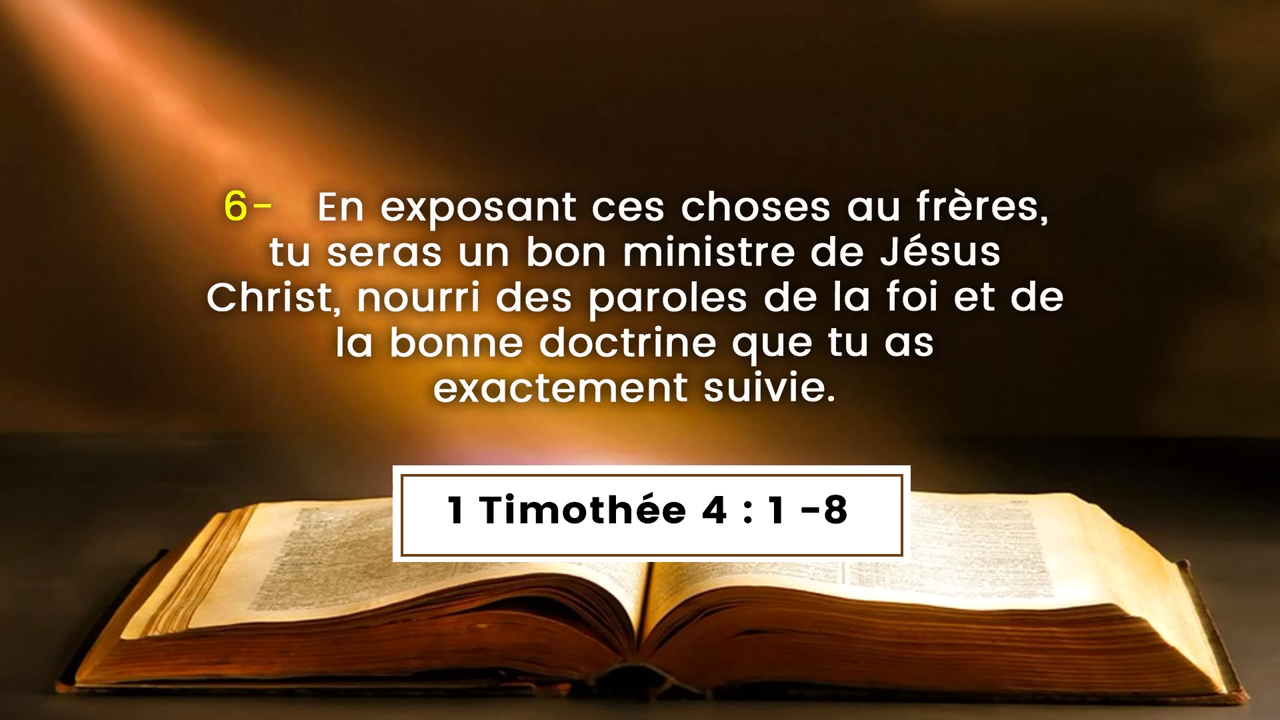 6- En exposant ces choses au frères,
tu seras un bon ministre de Jésus
Christ, nourri des paroles de la foi et de
la bonne doctrine que tu as
exactement suivie.
1 Timothée 4 : 1 -8